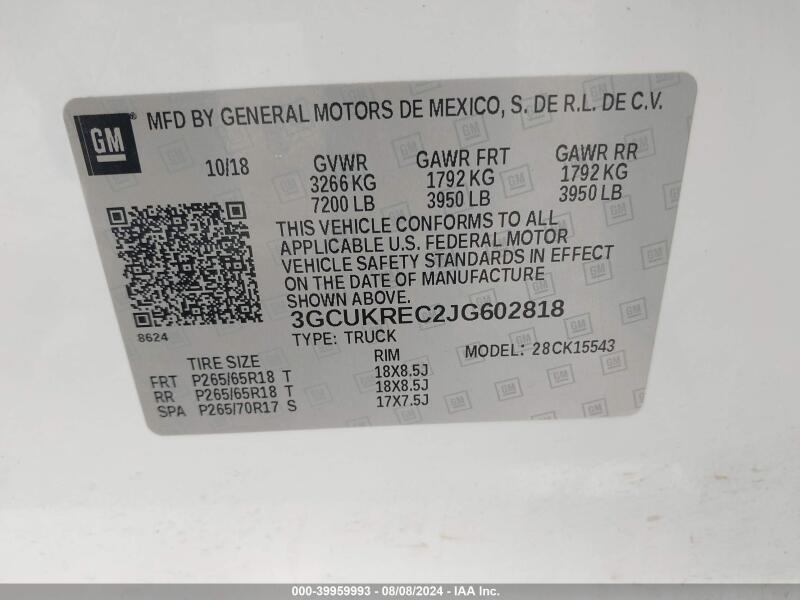 GM
MFD BY GENERAL MOTORS DE MEXICO, S. DE R.L. DE C.V.
10/18 GVWR GAWR FRT GAWR RR
3266 KG 1792 KG 1792 KG
7200 LB 3950 LB 3950 LB
THIS VEHICLE CONFORMS TO ALL
APPLICABLE U.S. FEDERAL MOTOR
VEHICLE SAFETY STANDARDS IN EFFECT
ON THE DATE OF MANUFACTURE
SHOWN ABOVE.
3GCUKREC2JG602818
8624
TYPE: TRUCK MODEL: 28CK15543
TIRE SIZE RIM
FRT P265/65R18 T 18X8.5J
RR P265/65R18 T 18X8.5J
SPA P265/70R17 S 17X7.5J
000-39959993 - 08/08/2024 - IAA Inc.